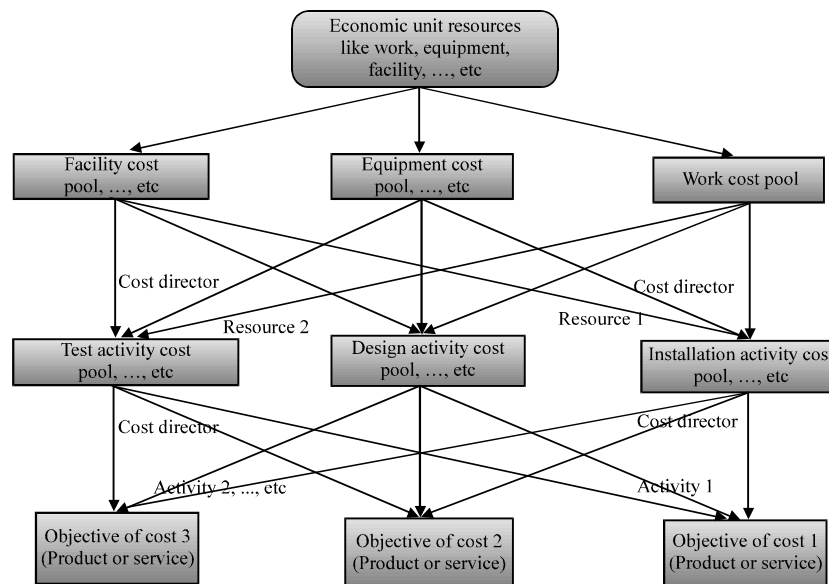 Economic unit resources
like work, equipment,
facility, …, etc
Facility cost
pool, …, etc
Equipment cost
pool, …, etc
Work cost pool
Cost director
Cost director
Resource 2
Resource 1
Test activity cost
pool, …, etc
Design activity cost
pool, …, etc
Installation activity cost
pool, …, etc
Cost director
Cost director
Activity 2, ..., etc
Activity 1
Objective of cost 3
(Product or service)
Objective of cost 2
(Product or service)
Objective of cost 1
(Product or service)